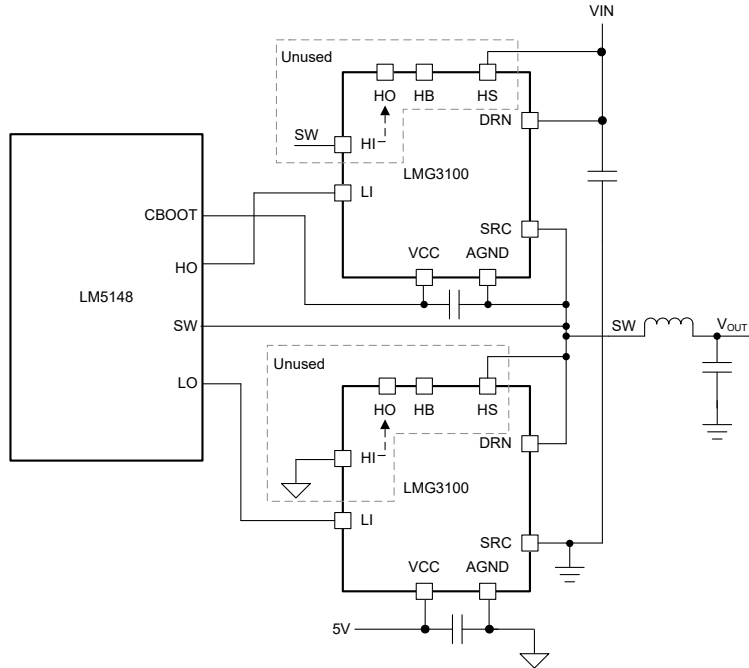 VIN
Unused
HO HB HS
DRN
SW
HI
LMG3100
LI
CBOOT
SRC
VCC AGND
HO
LM5148
SW
SW
VOUT
Unused
LO
HO HB HS
DRN
HI
LMG3100
LI
SRC
VCC AGND
5V